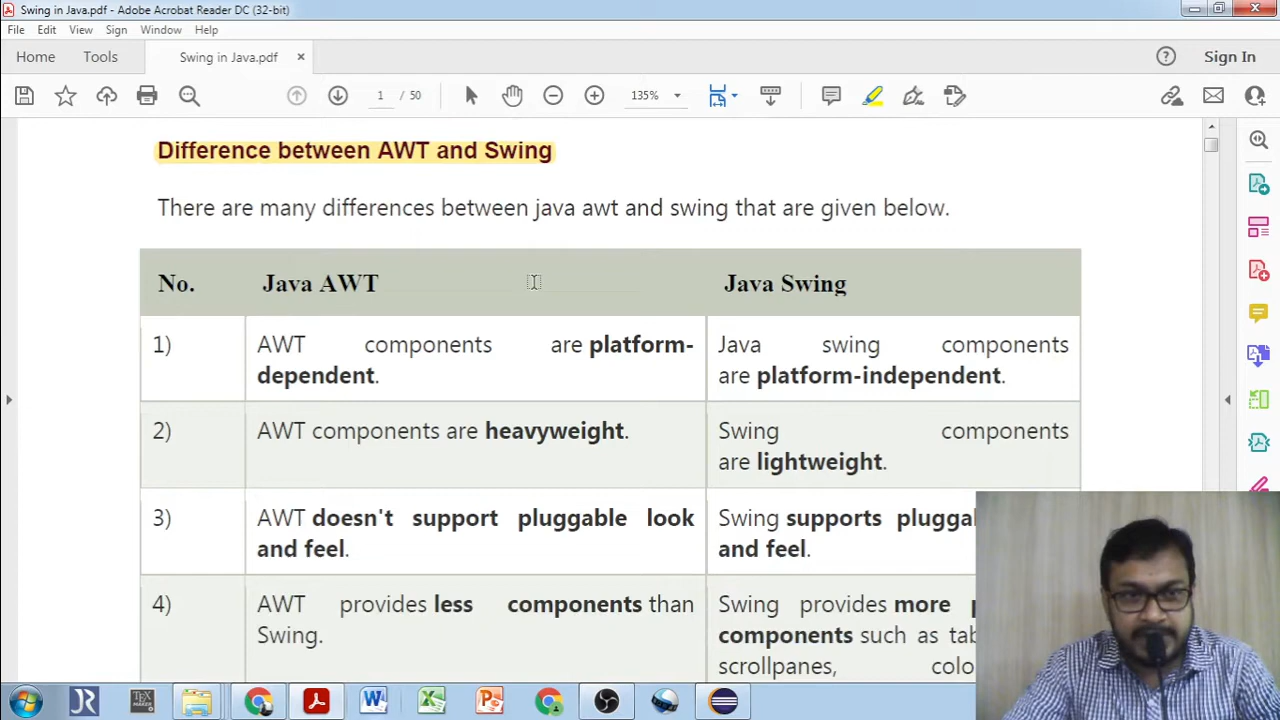 Swing in Java.pdf - Adobe Acrobat Reader DC (32-bit)
File Edit View Sign Window Help
Home Tools Swing in Java.pdf × Sign In
1 / 50 135%
Difference between AWT and Swing
There are many differences between java awt and swing that are given below.
No. Java AWT Java Swing
1) AWT components are platform-
dependent.
Java swing components
are platform-independent.
2) AWT components are heavyweight.
Swing components
are lightweight.
3) AWT doesn't support pluggable look
and feel.
Swing supports
and feel.
4) AWT provides less components than
Swing.
Swing provides more
components such as
scrollpanes,